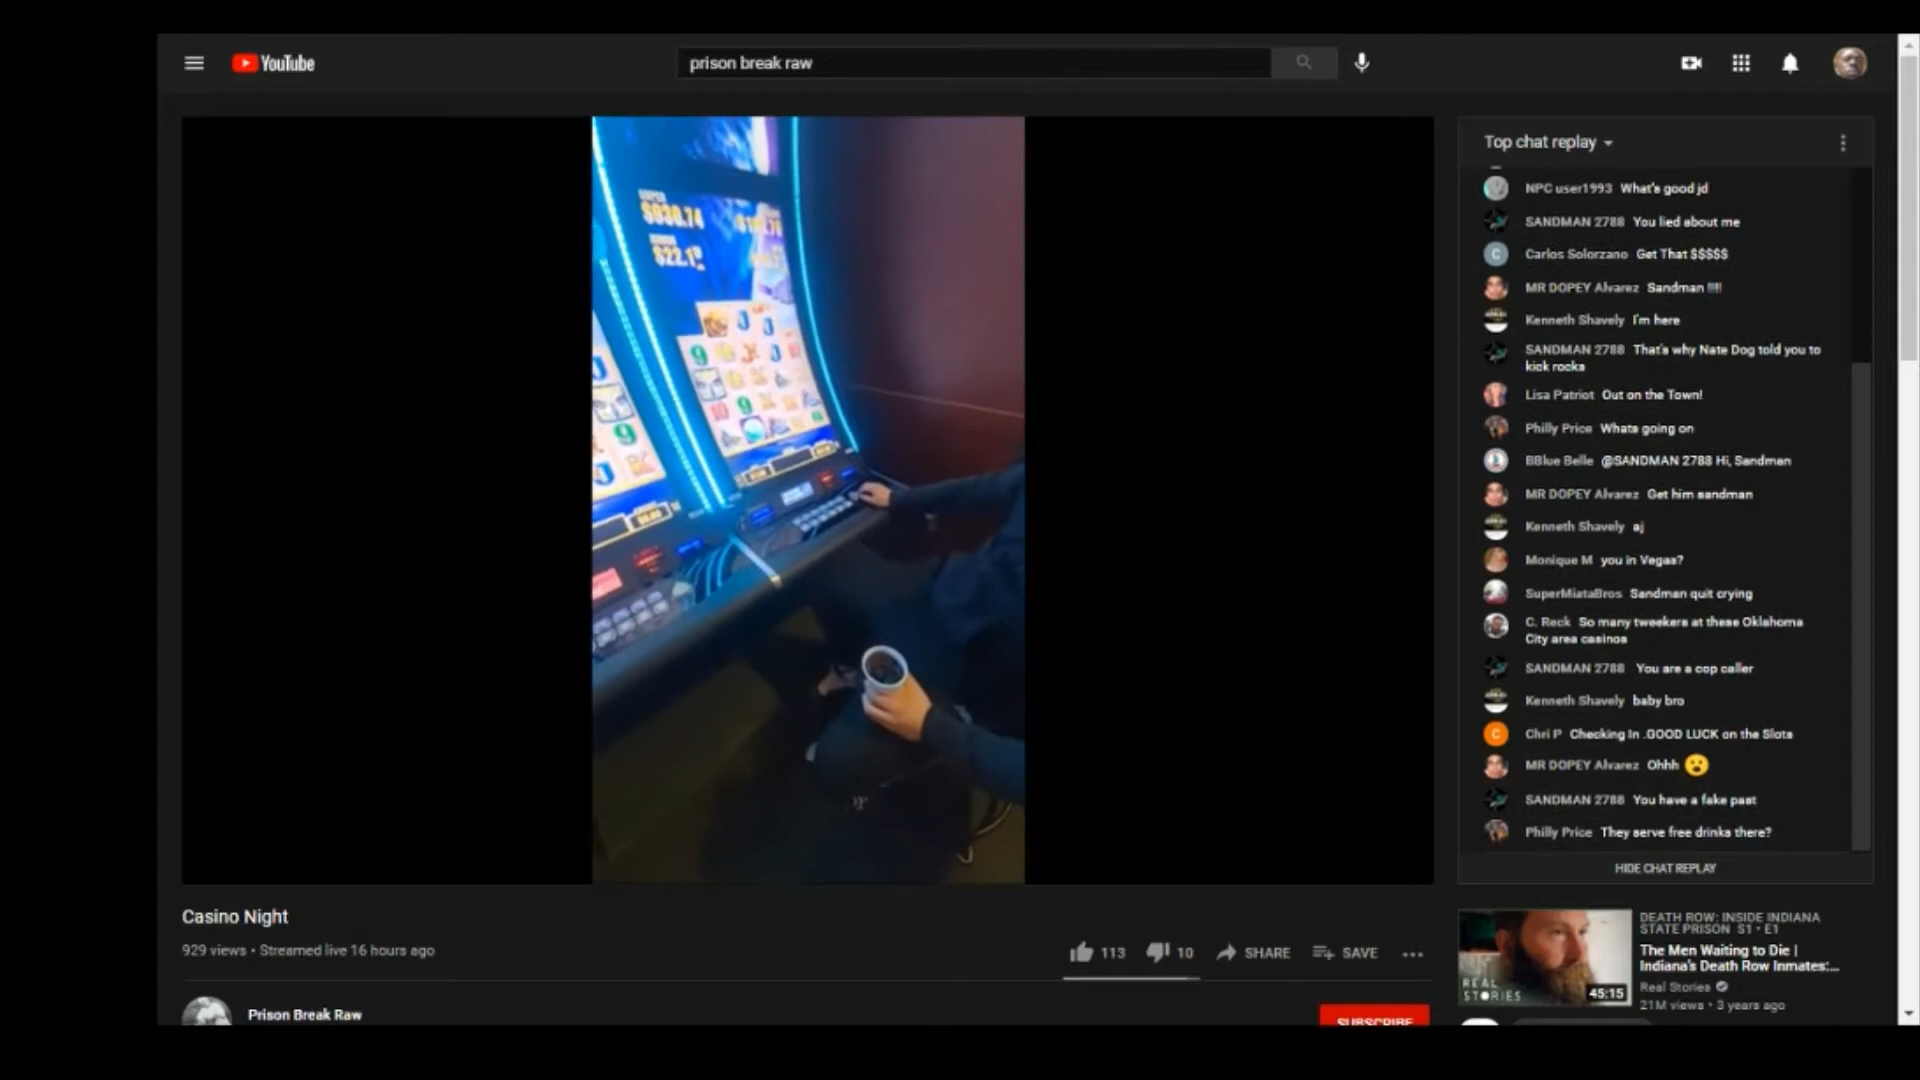 YouTube
prison break raw
Top chat replay
NPC user1993 What's good jd
SANDMAN 2788 You lied about me
Carlos Solorzano Get That $$$$$
MR DOPEY Alvarez Sandman !!!!
Kenneth Shavely I'm here
SANDMAN 2788 That's why Nate Dog told you to
kick rocks
Lisa Patriot Out on the Town!
Philly Price Whats going on
BBlue Belle @SANDMAN 2788 Hi, Sandman
MR DOPEY Alvarez Get him sandman
Kenneth Shavely aj
Monique M you in Vegas?
SuperMiataBros Sandman quit crying
C. Reck So many tweekers at these Oklahoma
City area casinos
SANDMAN 2788 You are a cop caller
Kenneth Shavely baby bro
Chri P Checking In .GOOD LUCK on the Slots
MR DOPEY Alvarez Ohhh 😮
SANDMAN 2788 You have a fake past
Philly Price They serve free drinks there?
HIDE CHAT REPLAY
$930.74
9
J
J
9
J
10
9
9
J
Casino Night
929 views • Streamed live 16 hours ago
113
10
SHARE
SAVE
Prison Break Raw
SUBSCRIBE
REAL
STORIES
45:15
DEATH ROW: INSIDE INDIANA
STATE PRISON S1 • E1
The Men Waiting to Die |
Indiana's Death Row Inmates:...
Real Stories
21M views • 3 years ago